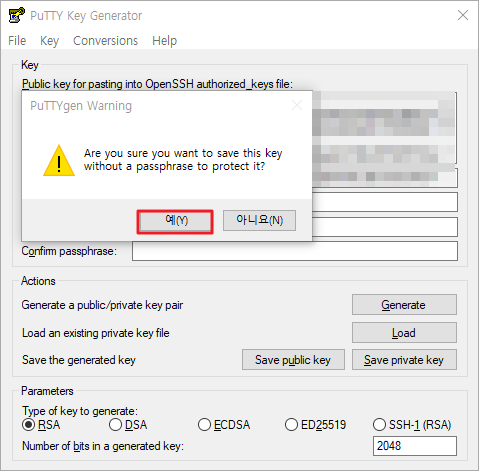 PuTTY Key Generator
File Key Conversions Help
Key
Public key for pasting into OpenSSH authorized_keys file:
PuTTYgen Warning
Are you sure you want to save this key
without a passphrase to protect it?
예(Y) 아니요(N)
Confirm passphrase:
Actions
Generate a public/private key pair Generate
Load an existing private key file Load
Save the generated key Save public key Save private key
Parameters
Type of key to generate:
RSA DSA ECDSA ED25519 SSH-1 (RSA)
Number of bits in a generated key: 2048